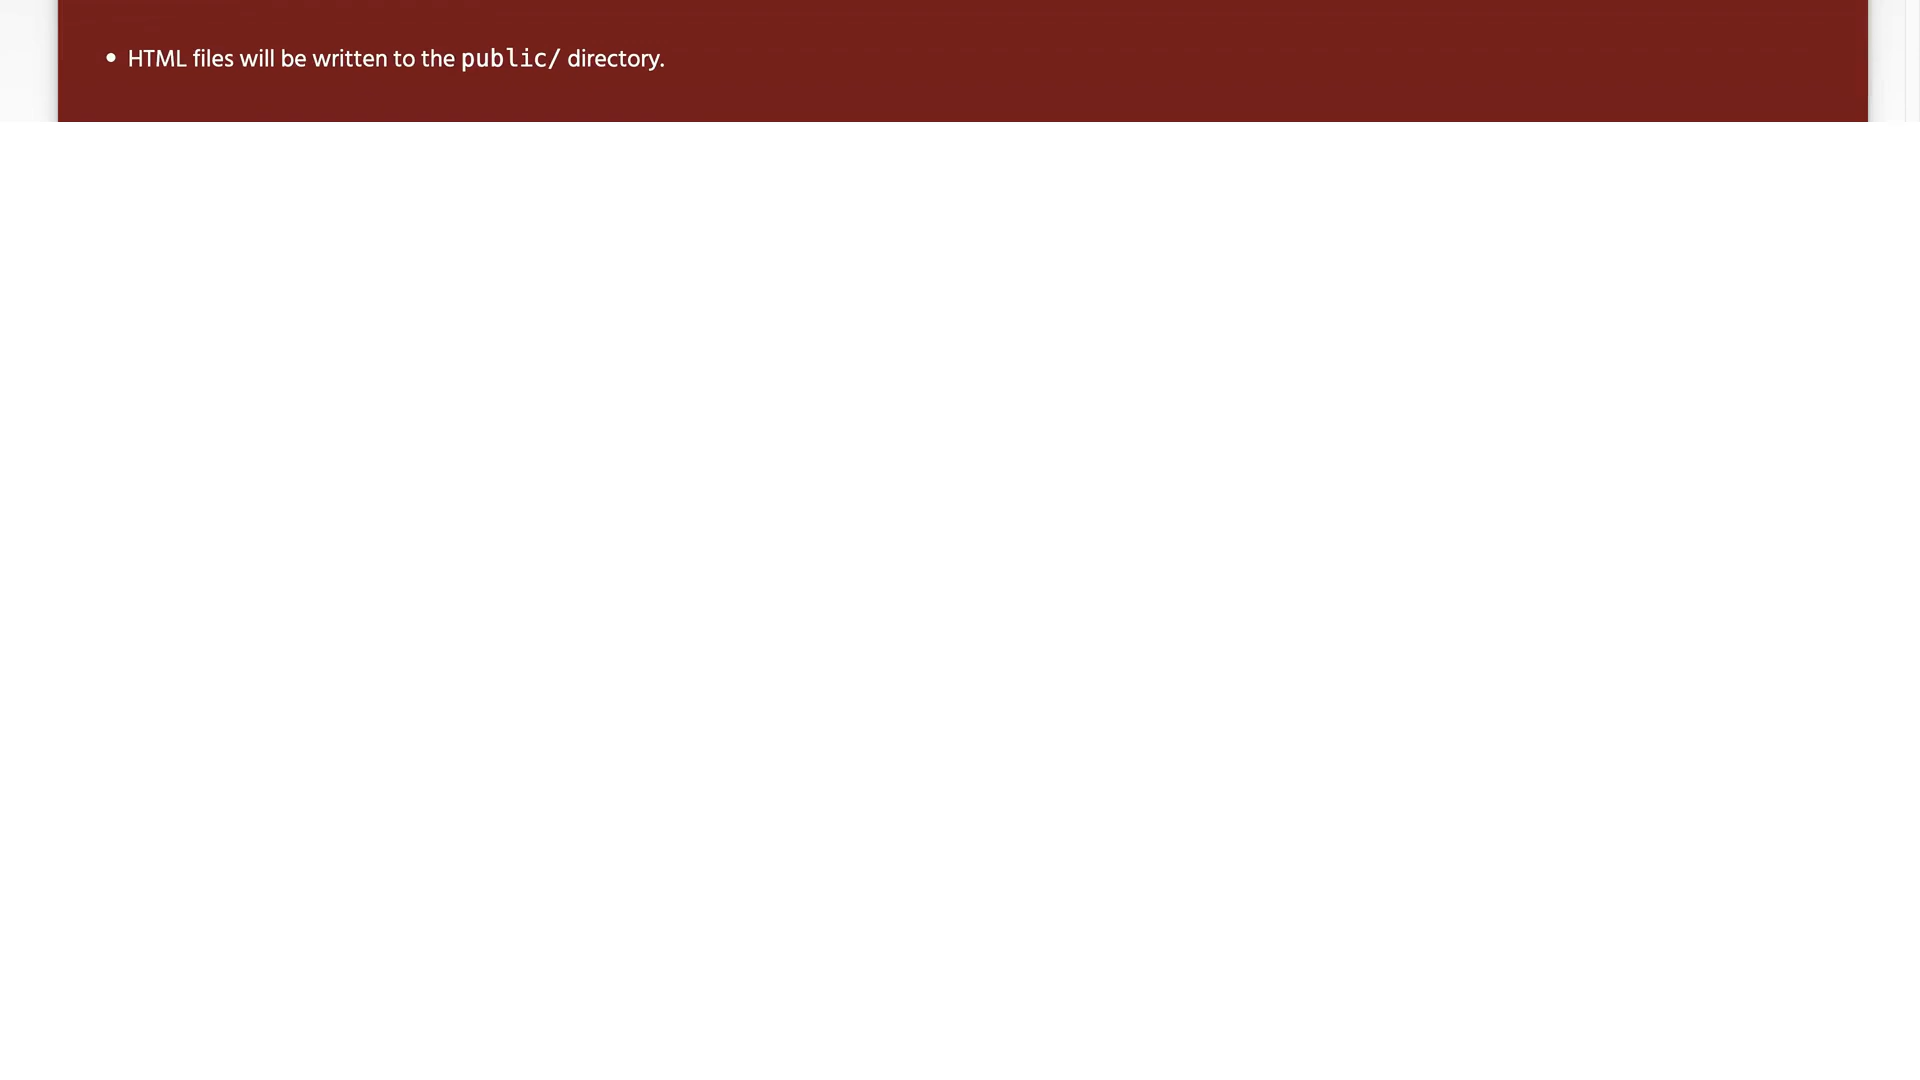 • HTML files will be written to the public/ directory.